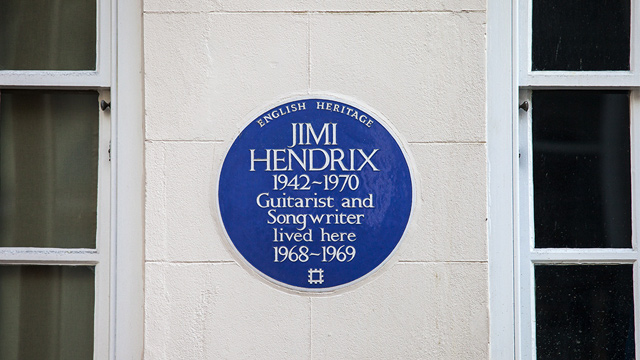 ENGLISH HERITAGE
JIMI
HENDRIX
1942~1970
Guitarist and
Songwriter
lived here
1968~1969